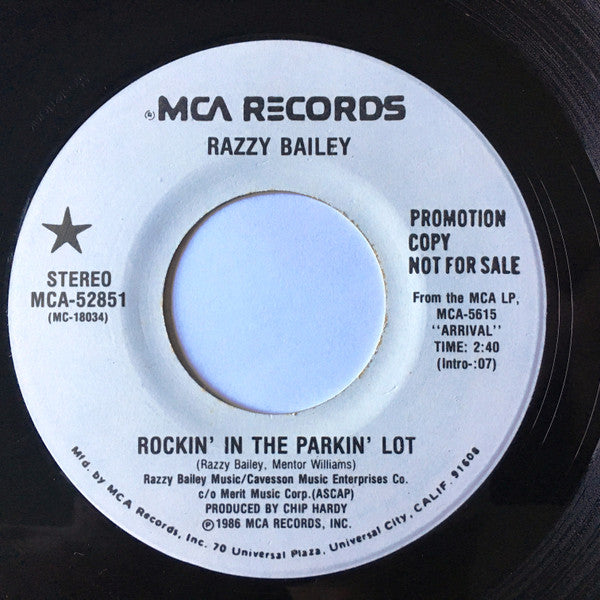 ® MCA RECORDS
RAZZY BAILEY
STEREO
MCA-52851
(MC-18034)
PROMOTION
COPY
NOT FOR SALE
From the MCA LP,
MCA-5615
"ARRIVAL"
TIME: 2:40
(Intro-:07)
ROCKIN' IN THE PARKIN' LOT
(Razzy Bailey, Mentor Williams)
Razzy Bailey Music/Cavesson Music Enterprises Co.
c/o Merit Music Corp.(ASCAP)
PRODUCED BY CHIP HARDY
℗1986 MCA RECORDS, INC.
Mfd. by MCA Records, Inc. 70 Universal Plaza, Universal City, CALIF. 91608